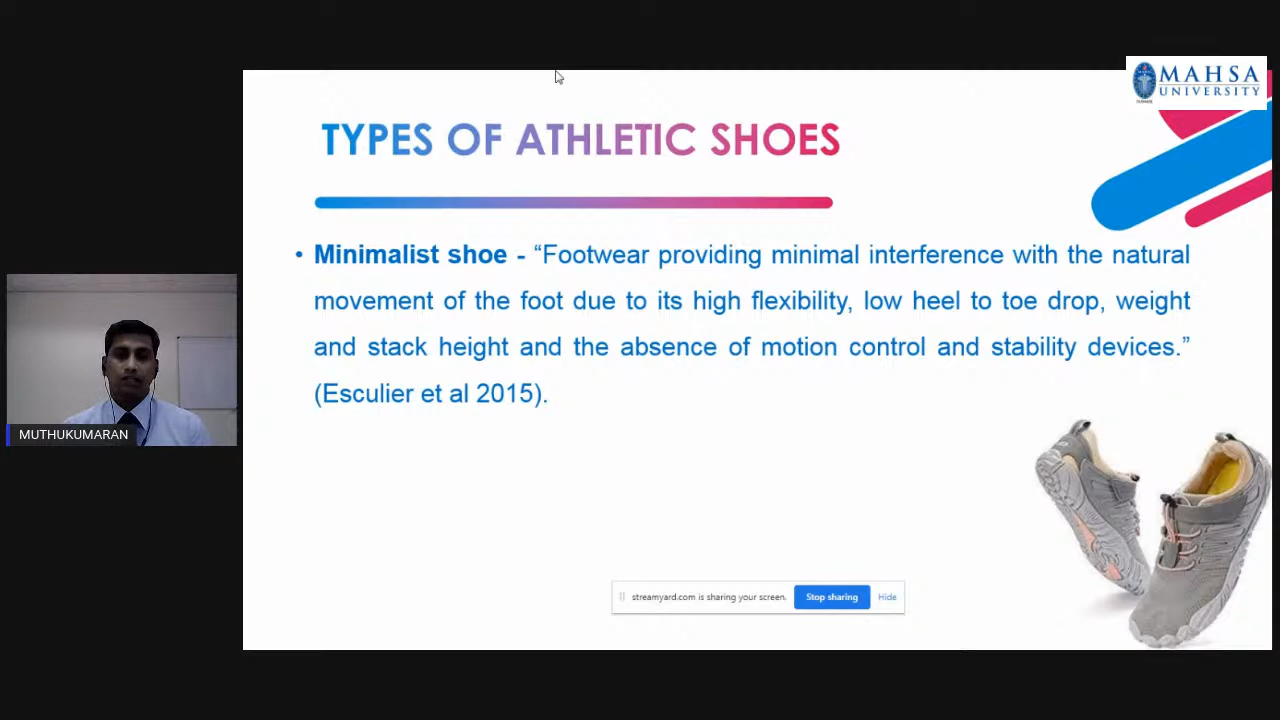 MAHSA
UNIVERSITY
TYPES OF ATHLETIC SHOES
• Minimalist shoe - “Footwear providing minimal interference with the natural
movement of the foot due to its high flexibility, low heel to toe drop, weight
and stack height and the absence of motion control and stability devices.”
(Esculier et al 2015).
MUTHUKUMARAN
streamyard.com is sharing your screen.
Stop sharing
Hide